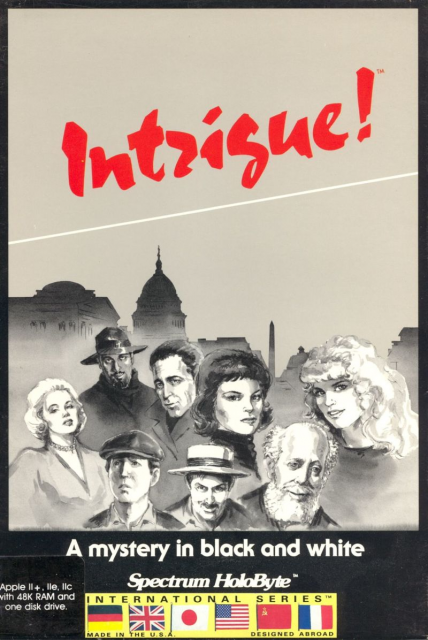 Intrigue!™
A mystery in black and white
Spectrum HoloByte™
Apple II+, IIe, IIc
with 48K RAM and
one disk drive.
INTERNATIONAL SERIES™
MADE IN THE U.S.A. DESIGNED ABROAD